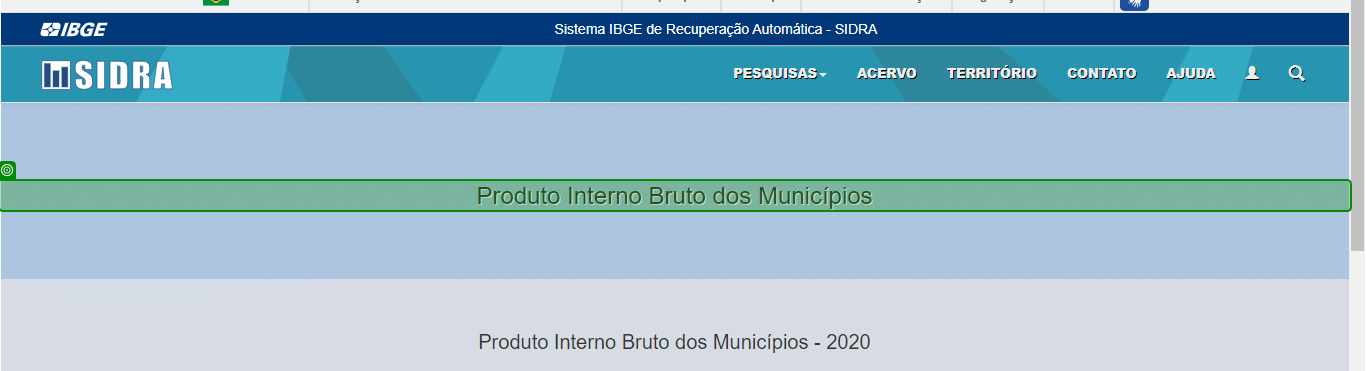 IBGE
Sistema IBGE de Recuperação Automática - SIDRA
SIDRA
PESQUISAS ACERVO TERRITÓRIO CONTATO AJUDA
Produto Interno Bruto dos Municípios
Produto Interno Bruto dos Municípios - 2020